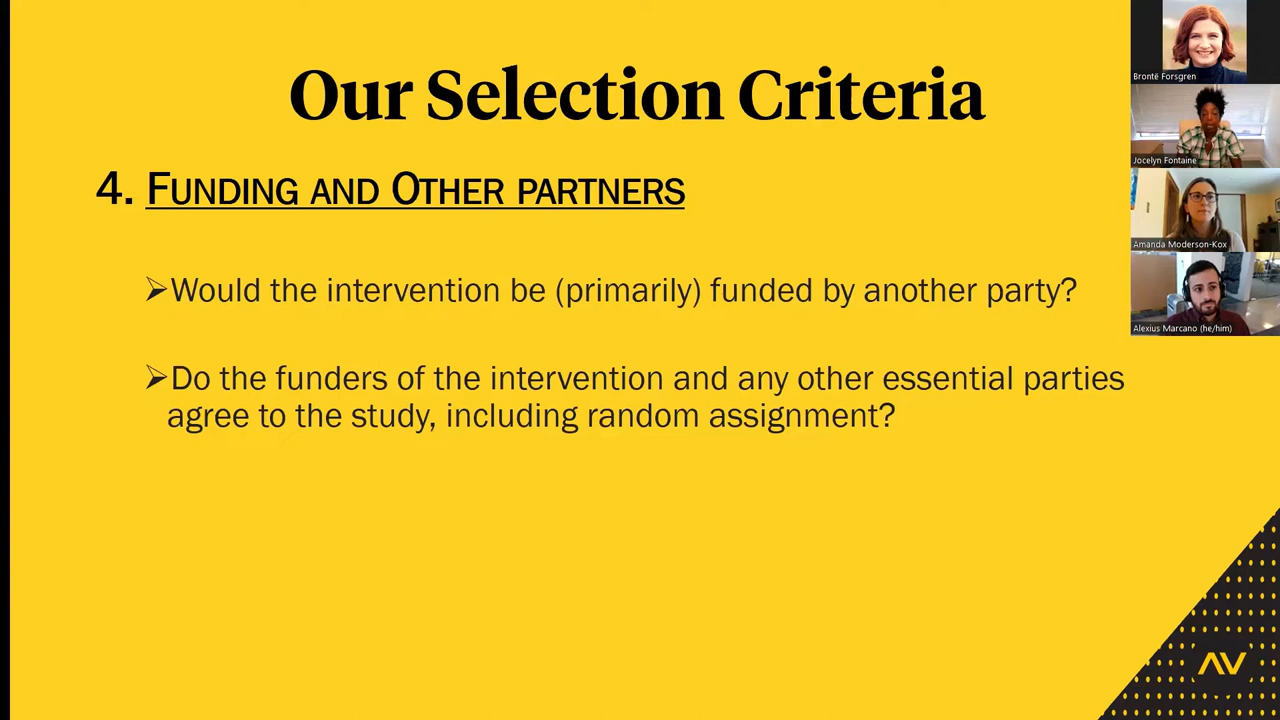 Our Selection Criteria
4. FUNDING AND OTHER PARTNERS
➢Would the intervention be (primarily) funded by another party?
➢Do the funders of the intervention and any other essential parties
agree to the study, including random assignment?
Brontë Forsgren
Jocelyn Fontaine
Amanda Moderson-Kox
Alexius Marcano (he/him)
AV